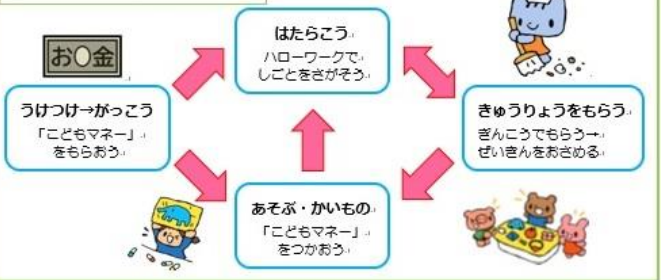 お〇金
はたらこう
ハローワークで
しごとをさがそう
うけつけ→がっこう
「こどもマネー」
をもらおう
きゅうりょうをもらう
ぎんこうでもらう→
ぜいきんをおさめる
あそぶ・かいもの
「こどもマネー」
をつかおう